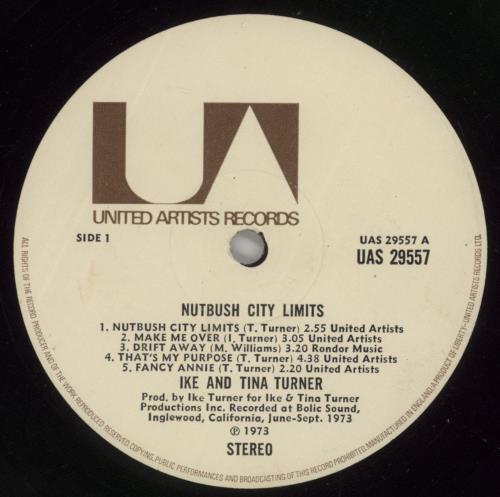 UA
UNITED ARTISTS RECORDS
SIDE 1
UAS 29557 A
UAS 29557
NUTBUSH CITY LIMITS
1. NUTBUSH CITY LIMITS (T. Turner) 2.55 United Artists
2. MAKE ME OVER (I. Turner) 3.05 United Artists
3. DRIFT AWAY (M. Williams) 3.20 Rondor Music
4. THAT'S MY PURPOSE (T. Turner) 4.38 United Artists
5. FANCY ANNIE (T. Turner) 2.20 United Artists
IKE AND TINA TURNER
Prod. by Ike Turner for Ike & Tina Turner
Productions Inc. Recorded at Bolic Sound,
Inglewood, California, June-Sept. 1973
Ⓟ 1973
STEREO
ALL RIGHTS OF THE RECORD PRODUCER AND OF THE OWNER OF THE WORK REPRODUCED RESERVED. COPYING, PUBLIC PERFORMANCES AND BROADCASTING OF THIS RECORD PROHIBITED. MANUFACTURED IN ENGLAND. A PRODUCT OF LIBERTY-UNITED ARTISTS RECORDS LTD.